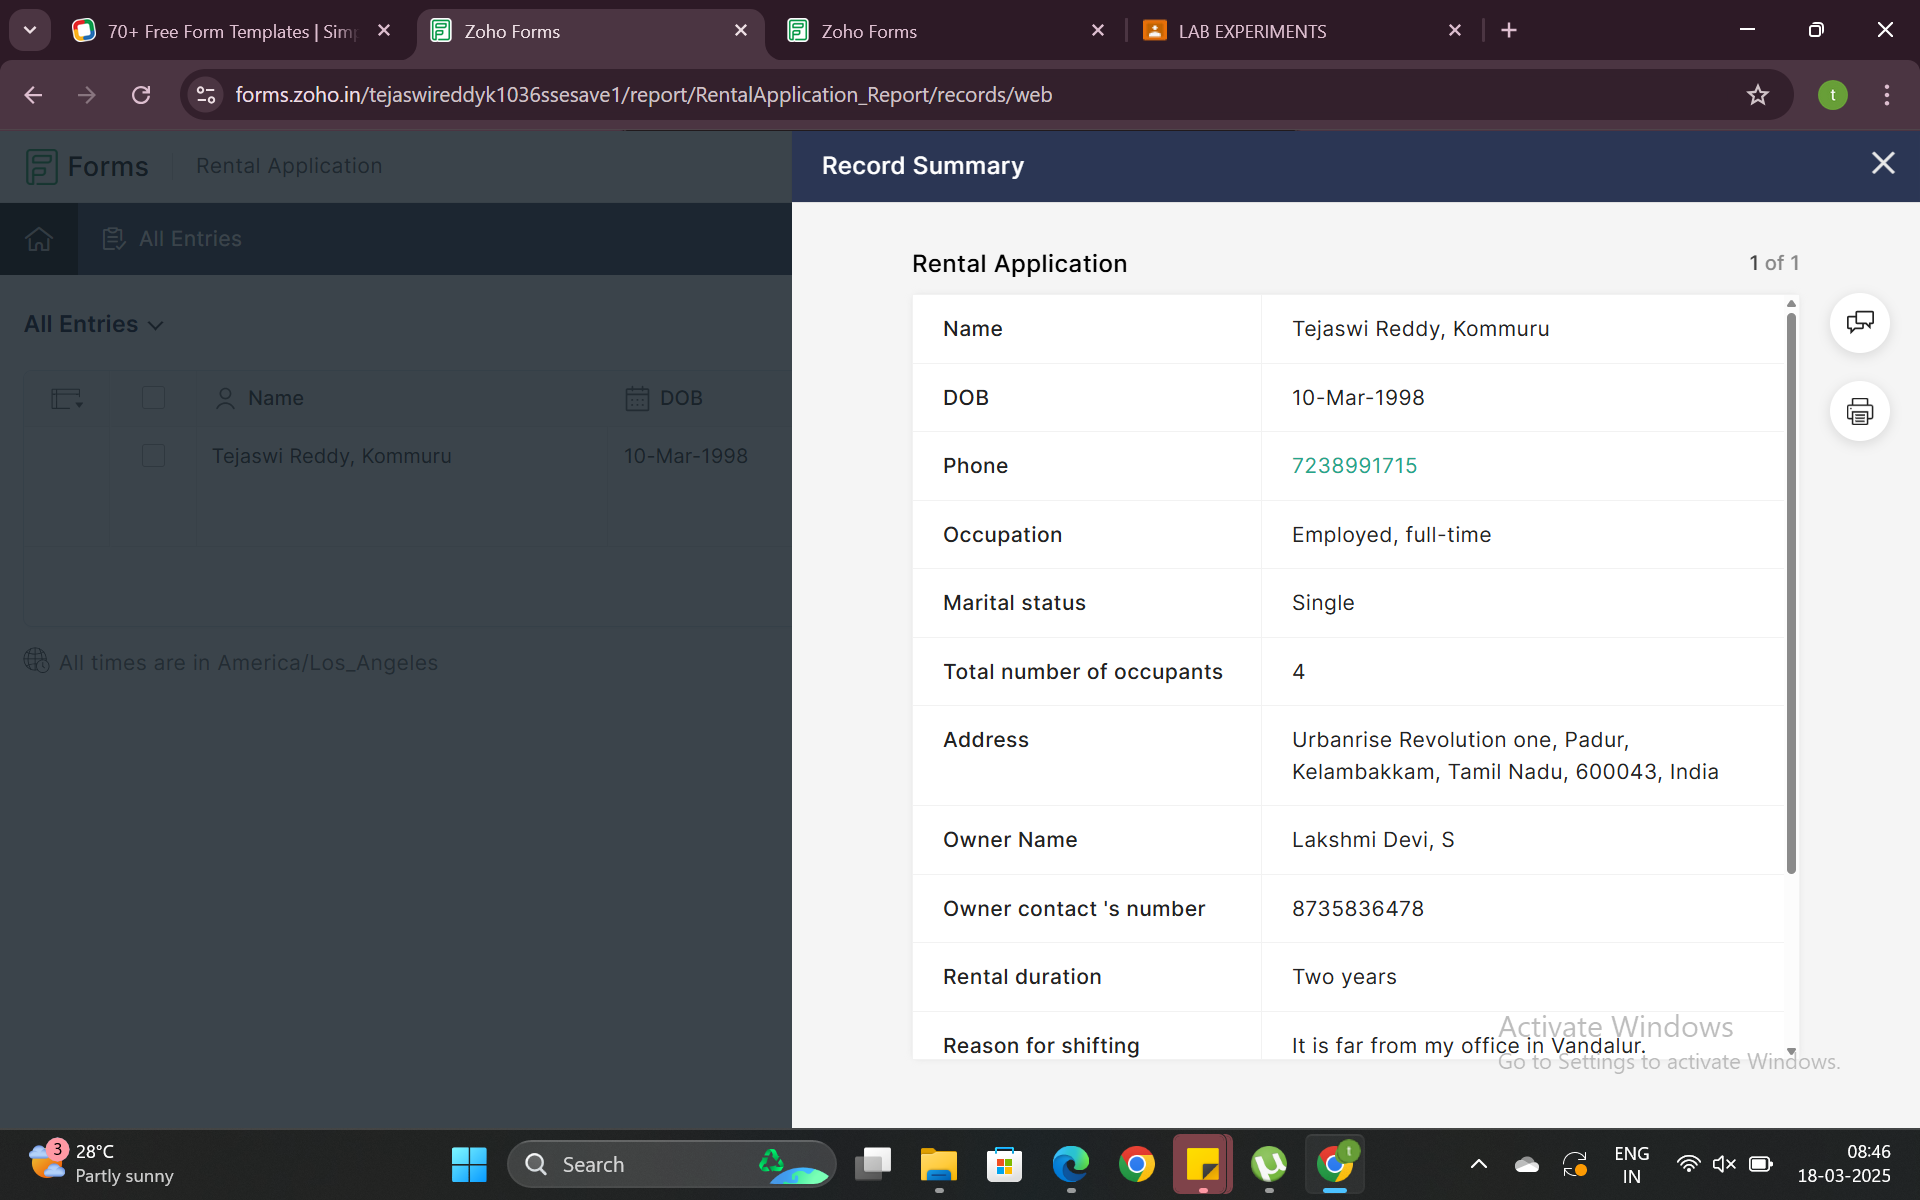 70+ Free Form Templates | Sim
Zoho Forms
Zoho Forms
LAB EXPERIMENTS
forms.zoho.in/tejaswireddyk1036ssesave1/report/RentalApplication_Report/records/web
t
Forms
Rental Application
All Entries
All Entries
Name
DOB
Tejaswi Reddy, Kommuru
10-Mar-1998
All times are in America/Los_Angeles
Record Summary
Rental Application
1 of 1
Name
Tejaswi Reddy, Kommuru
DOB
10-Mar-1998
Phone
7238991715
Occupation
Employed, full-time
Marital status
Single
Total number of occupants
4
Address
Urbanrise Revolution one, Padur,
Kelambakkam, Tamil Nadu, 600043, India
Owner Name
Lakshmi Devi, S
Owner contact 's number
8735836478
Rental duration
Two years
Reason for shifting
It is far from my office in Vandalur.
Activate Windows
Go to Settings to activate Windows.
3
28°C
Partly sunny
Search
t
ENG
IN
08:46
18-03-2025